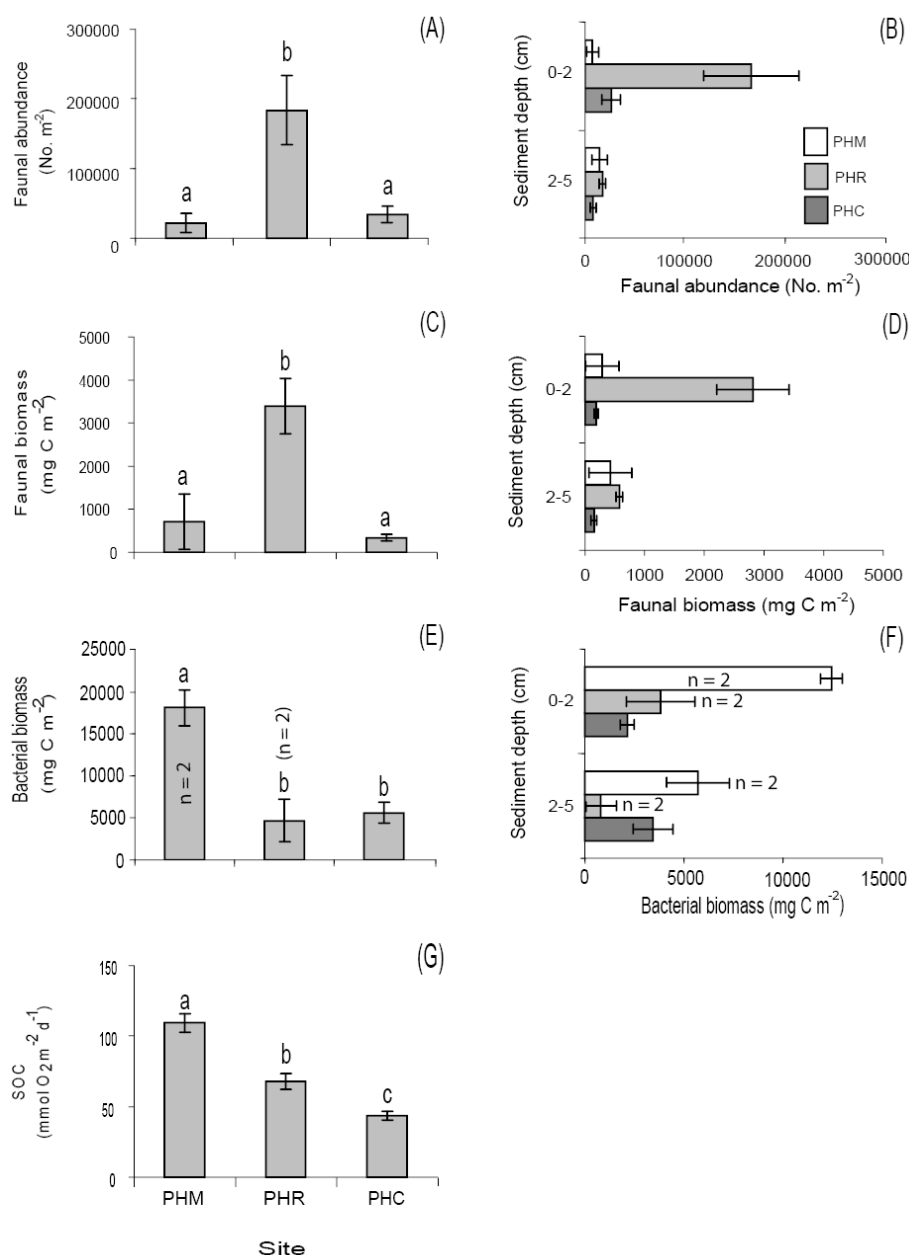 (A)
Faunal abundance
(No. m-2)
300000
200000
100000
0
a
b
a
(B)
Sediment depth (cm)
0-2
2-5
PHM
PHR
PHC
0 100000 200000 300000
Faunal abundance (No. m-2)
(C)
Faunal biomass
(mg C m-2)
5000
4000
3000
2000
1000
0
a
b
a
(D)
Sediment depth (cm)
0-2
2-5
0 1000 2000 3000 4000 5000
Faunal biomass (mg C m-2)
(E)
Bacterial biomass
(mg C m-2)
25000
20000
15000
10000
5000
0
a
n = 2
(n = 2)
b
b
(F)
Sediment depth (cm)
0-2
2-5
n = 2
n = 2
n = 2
n = 2
0 5000 10000 15000
Bacterial biomass (mg C m-2)
(G)
SOC
(mmol O2 m-2 d-1)
150
100
50
0
a
b
c
PHM PHR PHC
Site